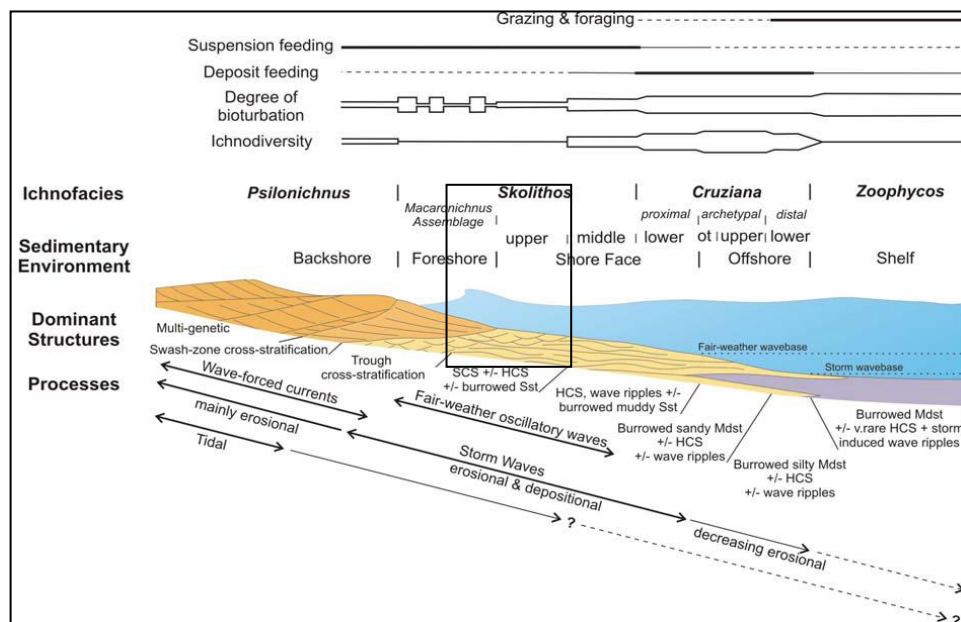 Grazing & foraging
Suspension feeding
Deposit feeding
Degree of
bioturbation
Ichnodiversity
Ichnofacies
Psilonichnus | Skolithos | Cruziana | Zoophycos
Macaronichnus
Assemblage
proximal |archetypal| distal
upper | middle | lower ot upper lower
Sedimentary
Environment
Backshore | Foreshore | Shore Face | Offshore | Shelf
Dominant
Structures
Fair-weather wavebase
Storm wavebase
Multi-genetic
Swash-zone cross-stratification
Trough
cross-stratification
SCS +/- HCS
+/- burrowed Sst
HCS, wave ripples +/-
burrowed muddy Sst
Burrowed sandy Mdst
+/- HCS
+/- wave ripples
Burrowed silty Mdst
+/- HCS
+/- wave ripples
Burrowed Mdst
+/- v.rare HCS + storm
induced wave ripples
Processes
Wave-forced currents
mainly erosional
Tidal
Fair-weather oscillatory waves
Storm Waves
erosional & depositional
?
decreasing erosional
?